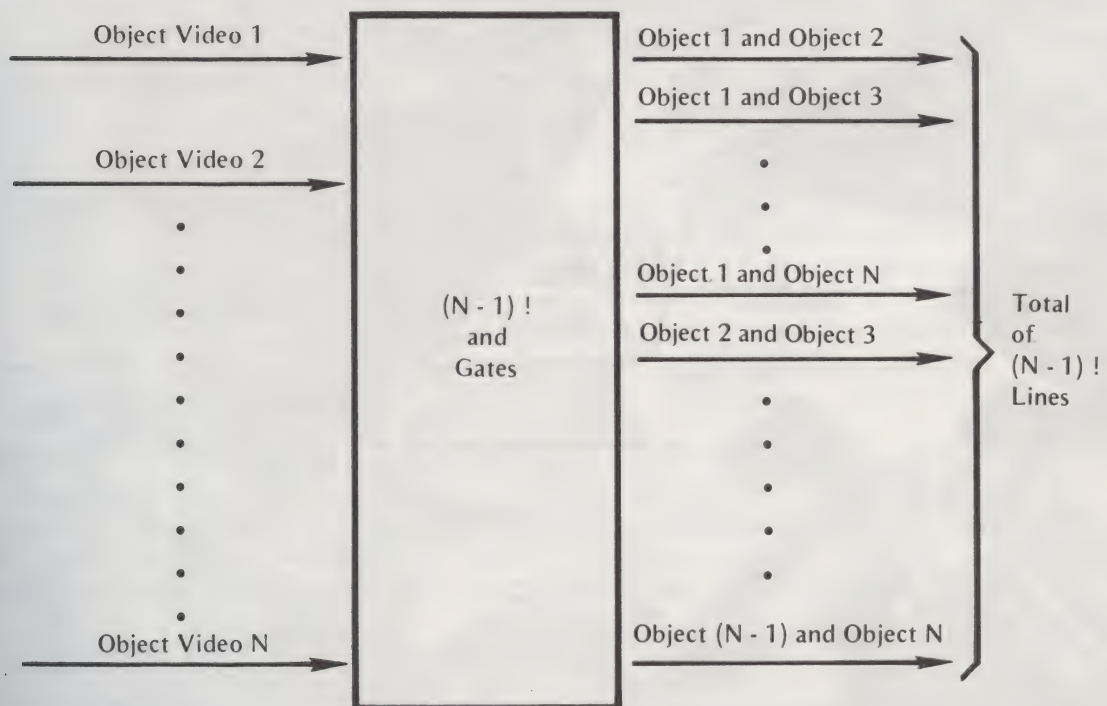 Object Video 1
Object Video 2
Object Video N
(N - 1) !
and
Gates
Object 1 and Object 2
Object 1 and Object 3
Object 1 and Object N
Object 2 and Object 3
Object (N - 1) and Object N
Total
of
(N - 1) !
Lines